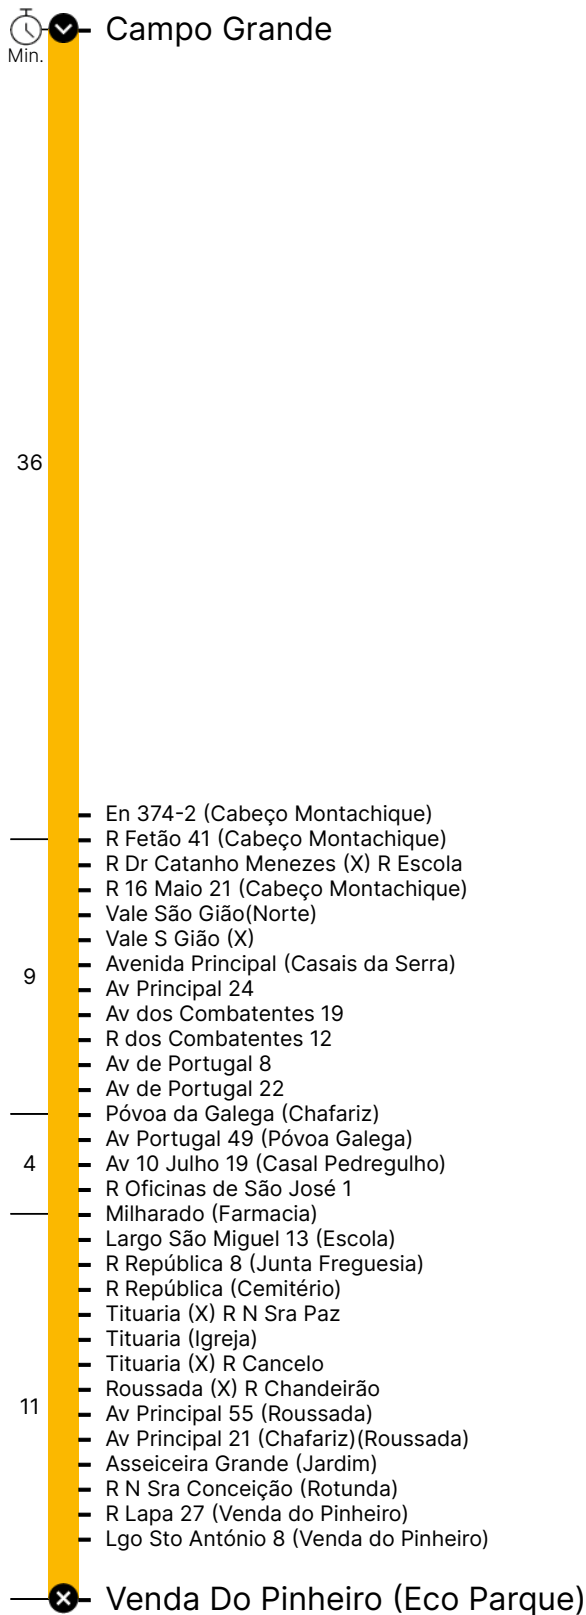 Campo Grande
Min.
36
En 374-2 (Cabeço Montachique)
R Fetão 41 (Cabeço Montachique)
R Dr Catanho Menezes (X) R Escola
R 16 Maio 21 (Cabeço Montachique)
Vale São Gião(Norte)
Vale S Gião (X)
Avenida Principal (Casais da Serra)
9
Av Principal 24
Av dos Combatentes 19
R dos Combatentes 12
Av de Portugal 8
Av de Portugal 22
Póvoa da Galega (Chafariz)
Av Portugal 49 (Póvoa Galega)
4
Av 10 Julho 19 (Casal Pedregulho)
R Oficinas de São José 1
Milharado (Farmacia)
Largo São Miguel 13 (Escola)
R República 8 (Junta Freguesia)
R República (Cemitério)
Tituaria (X) R N Sra Paz
Tituaria (Igreja)
Tituaria (X) R Cancelo
Roussada (X) R Chandeirão
11
Av Principal 55 (Roussada)
Av Principal 21 (Chafariz)(Roussada)
Asseiceira Grande (Jardim)
R N Sra Conceição (Rotunda)
R Lapa 27 (Venda do Pinheiro)
Lgo Sto António 8 (Venda do Pinheiro)
Venda Do Pinheiro (Eco Parque)